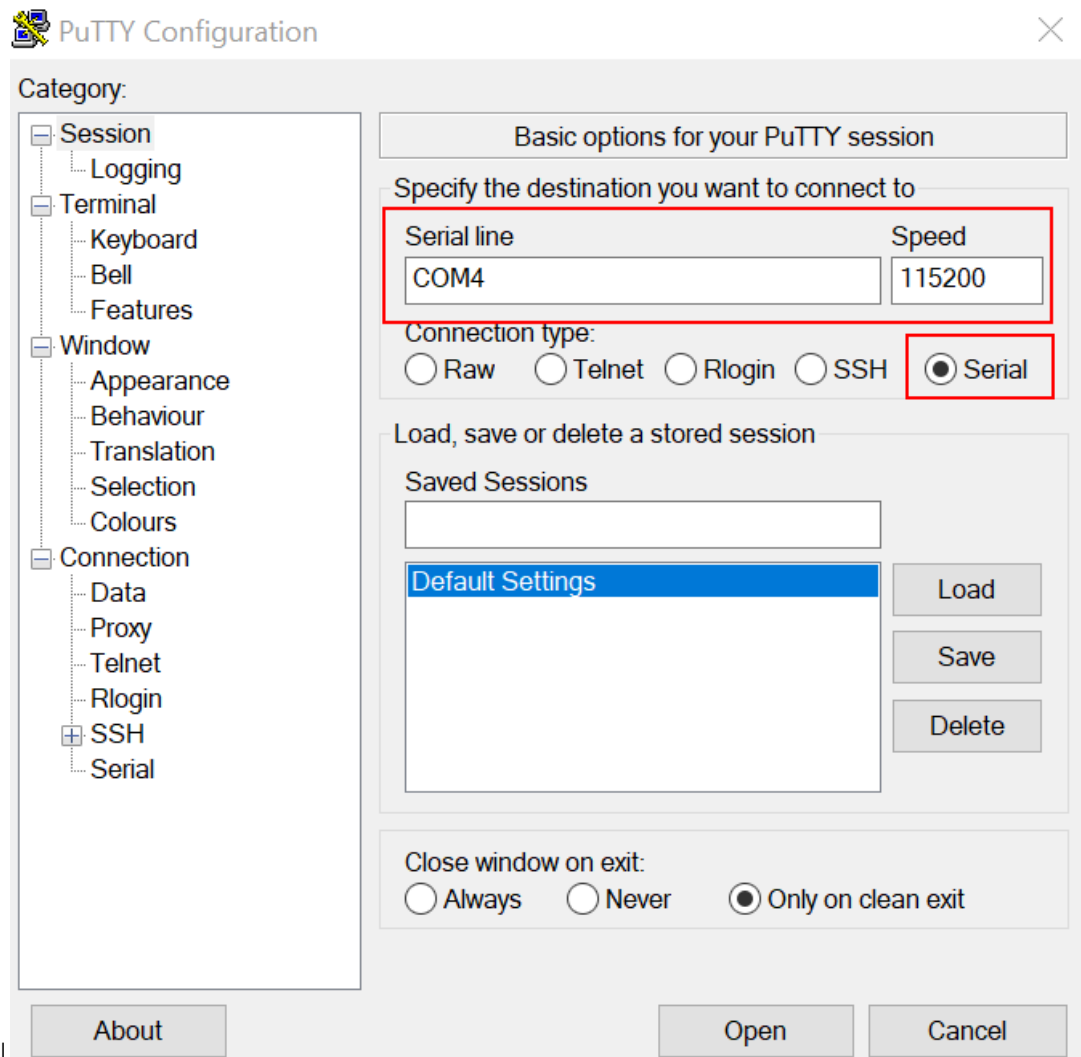 PuTTY Configuration
Category:
Session
Logging
Terminal
Keyboard
Bell
Features
Window
Appearance
Behaviour
Translation
Selection
Colours
Connection
Data
Proxy
Telnet
Rlogin
SSH
Serial
Basic options for your PuTTY session
Specify the destination you want to connect to
Serial line Speed
COM4 115200
Connection type:
Raw Telnet Rlogin SSH Serial
Load, save or delete a stored session
Saved Sessions
Default Settings
Load
Save
Delete
Close window on exit:
Always Never Only on clean exit
About Open Cancel